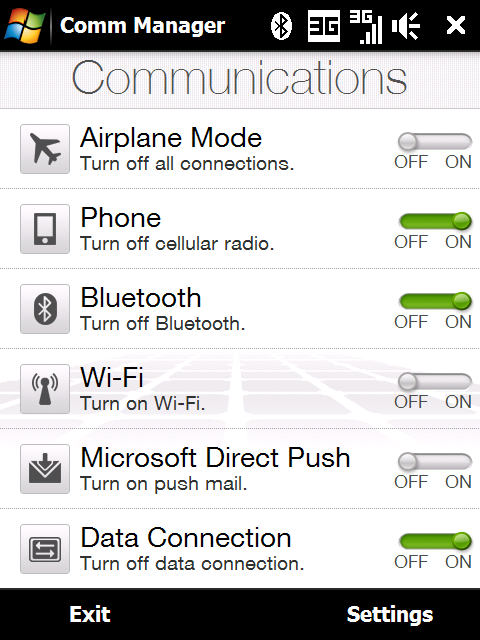 Comm Manager
3G
3G
Communications
Airplane Mode
Turn off all connections.
OFF ON
Phone
Turn off cellular radio.
OFF ON
Bluetooth
Turn off Bluetooth.
OFF ON
Wi-Fi
Turn on Wi-Fi.
OFF ON
Microsoft Direct Push
Turn on push mail.
OFF ON
Data Connection
Turn off data connection.
OFF ON
Exit
Settings